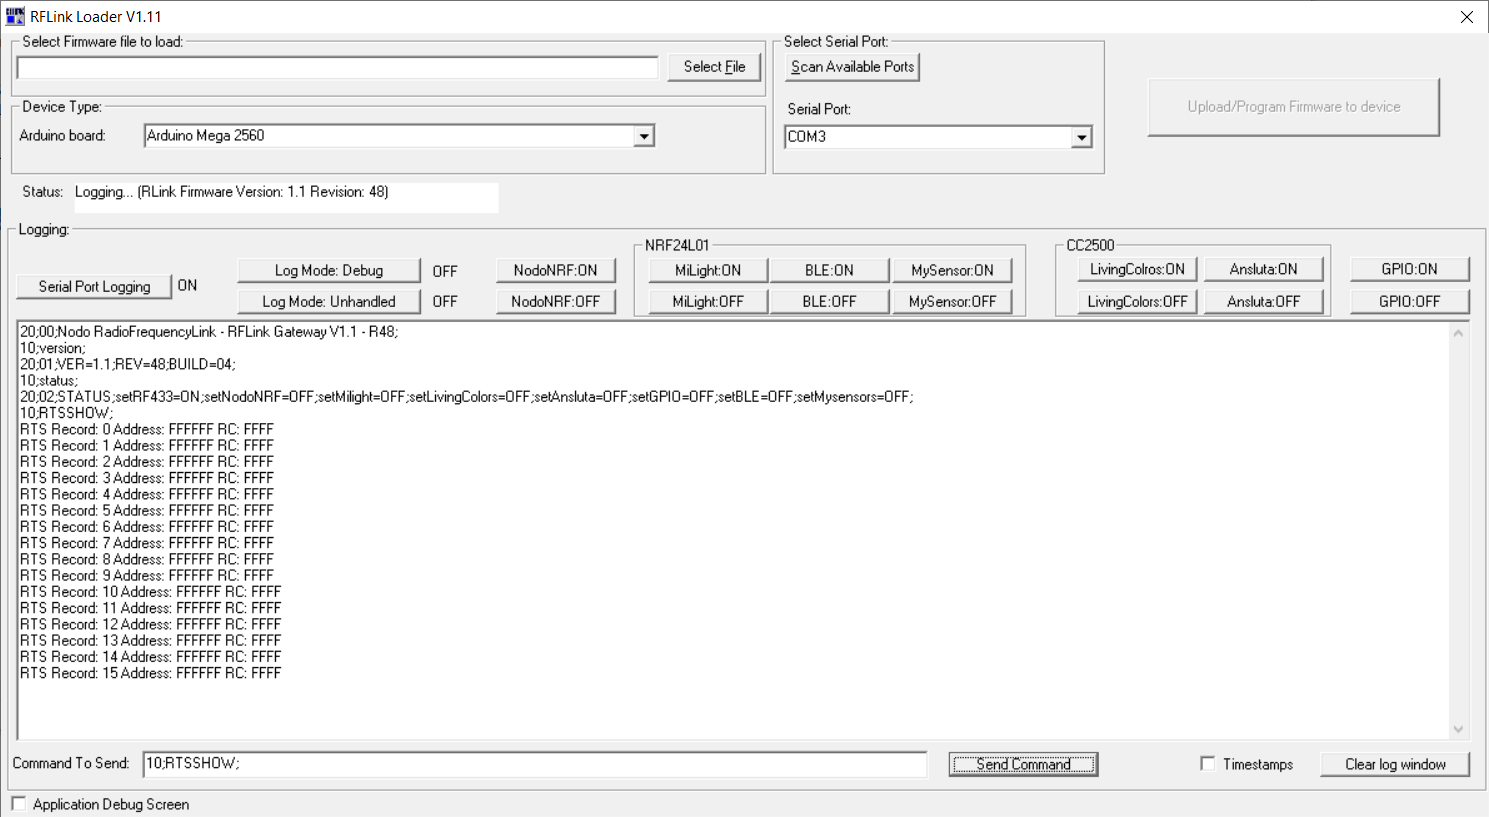 RFLink Loader V1.11
Select Firmware file to load:
Select File
Select Serial Port:
Scan Available Ports
Upload/Program Firmware to device
Device Type:
Arduino board:
Arduino Mega 2560
Serial Port:
COM3
Status:
Logging... (RLink Firmware Version: 1.1 Revision: 48)
Logging:
Serial Port Logging
ON
Log Mode: Debug
OFF
Log Mode: Unhandled
OFF
NodoNRF:ON
NodoNRF:OFF
NRF24L01
MiLight:ON
BLE:ON
MySensor:ON
MiLight:OFF
BLE:OFF
MySensor:OFF
CC2500
LivingColros:ON
Ansluta:ON
LivingColors:OFF
Ansluta:OFF
GPIO:ON
GPIO:OFF
20;00;Nodo RadioFrequencyLink - RFLink Gateway V1.1 - R48;
10;version;
20;01;VER=1.1;REV=48;BUILD=04;
10;status;
20;02;STATUS;setRF433=ON;setNodoNRF=OFF;setMilight=OFF;setLivingColors=OFF;setAnsluta=OFF;setGPIO=OFF;setBLE=OFF;setMysensors=OFF;
10;RTSSHOW;
RTS Record: 0 Address: FFFFFF RC: FFFF
RTS Record: 1 Address: FFFFFF RC: FFFF
RTS Record: 2 Address: FFFFFF RC: FFFF
RTS Record: 3 Address: FFFFFF RC: FFFF
RTS Record: 4 Address: FFFFFF RC: FFFF
RTS Record: 5 Address: FFFFFF RC: FFFF
RTS Record: 6 Address: FFFFFF RC: FFFF
RTS Record: 7 Address: FFFFFF RC: FFFF
RTS Record: 8 Address: FFFFFF RC: FFFF
RTS Record: 9 Address: FFFFFF RC: FFFF
RTS Record: 10 Address: FFFFFF RC: FFFF
RTS Record: 11 Address: FFFFFF RC: FFFF
RTS Record: 12 Address: FFFFFF RC: FFFF
RTS Record: 13 Address: FFFFFF RC: FFFF
RTS Record: 14 Address: FFFFFF RC: FFFF
RTS Record: 15 Address: FFFFFF RC: FFFF
Command To Send:
10;RTSSHOW;
Send Command
Timestamps
Clear log window
Application Debug Screen